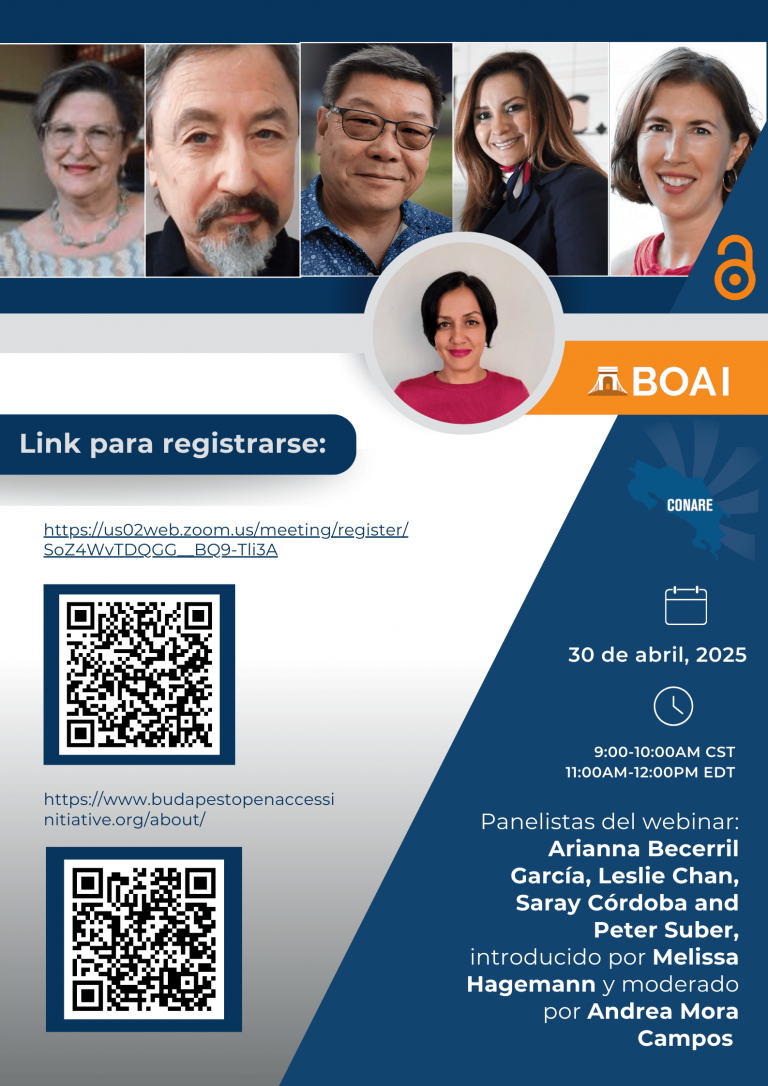 BOAI
Link para registrarse:
CONARE
https://us02web.zoom.us/meeting/register/
SoZ4WvTDQGG__BQ9-Tli3A
30 de abril, 2025
9:00-10:00AM CST
11:00AM-12:00PM EDT
https://www.budapestopenaccessi
nitiative.org/about/
Panelistas del webinar:
Arianna Becerril
García, Leslie Chan,
Saray Córdoba and
Peter Suber,
introducido por Melissa
Hagemann y moderado
por Andrea Mora
Campos